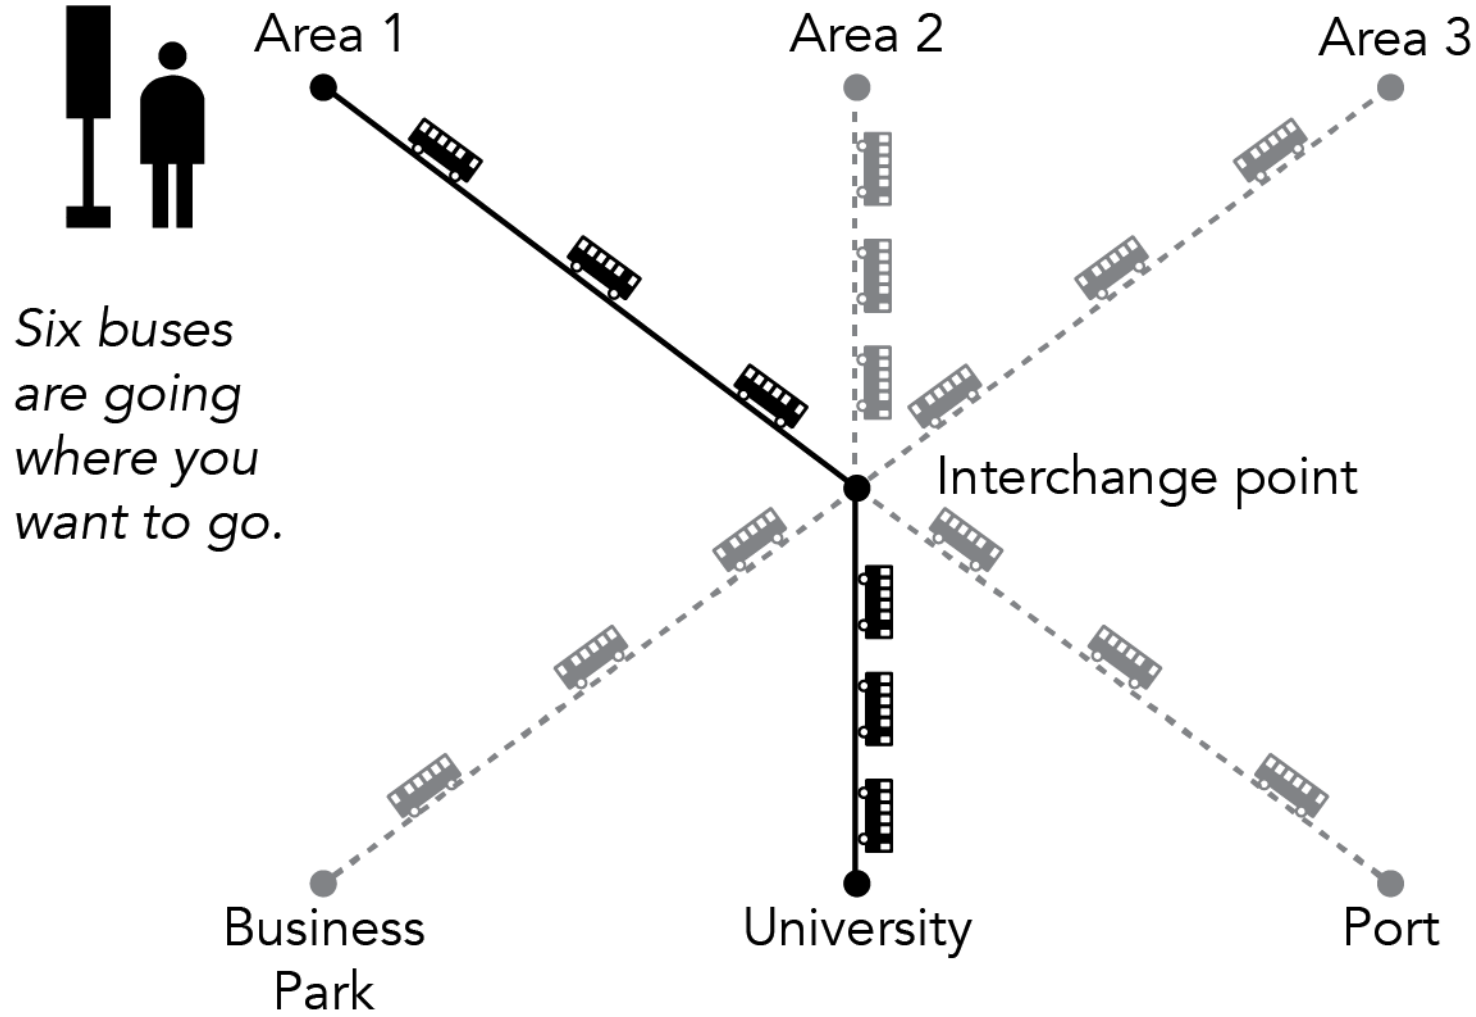 Area 1
Area 2
Area 3
Six buses
are going
where you
want to go.
Interchange point
Business
Park
University
Port